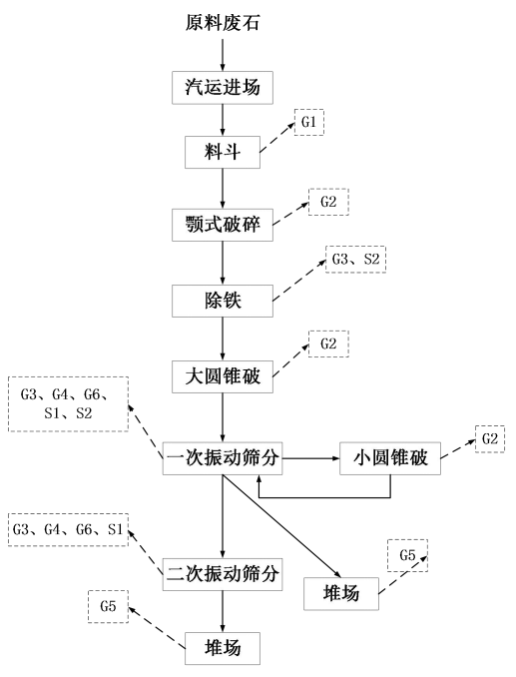 原料废石
汽运进场
G1
料斗
G2
颚式破碎
G3、S2
除铁
G2
大圆锥破
G3、G4、G6、
S1、S2
G2
一次振动筛分
小圆锥破
G3、G4、G6、S1
G5
二次振动筛分
堆场
G5
堆场